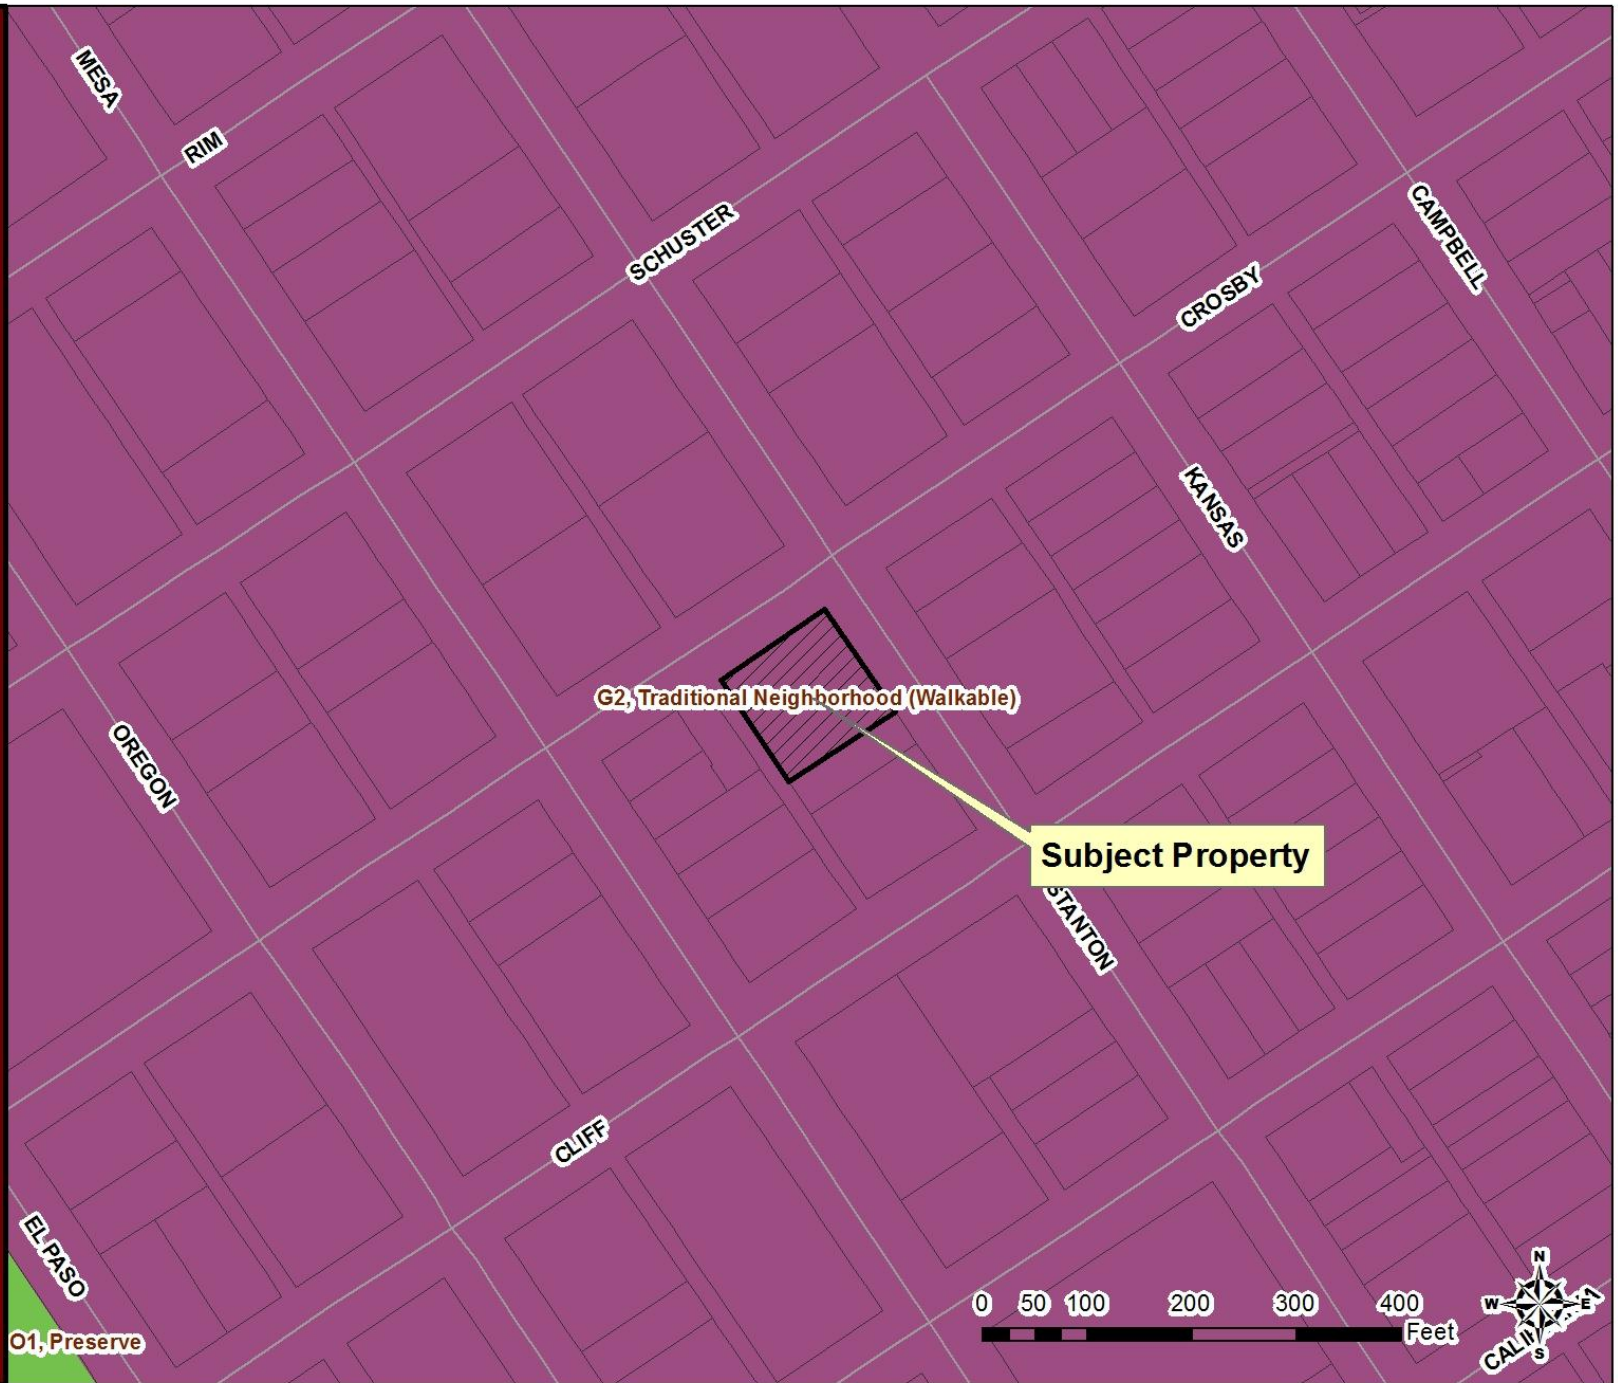 MESA
RIM
SCHUSTER
CAMPBELL
CROSBY
KANSAS
G2, Traditional Neighborhood (Walkable)
OREGON
Subject Property
STANTON
CLIFF
EL PASO
O1, Preserve
N
W E
S
0 50 100 200 300 400
Feet